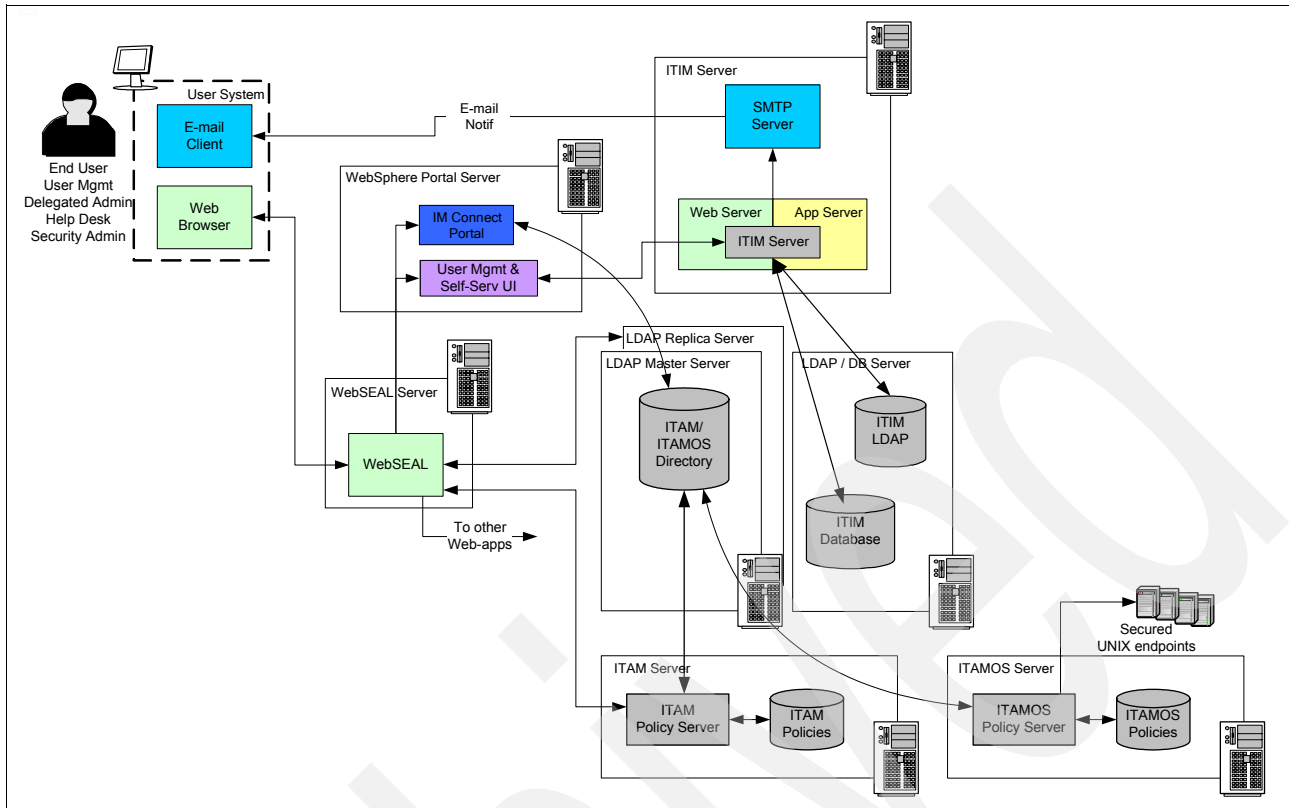 ITIM Server
User System
E-mail
Client
SMTP
Server
E-mail
Notif
End User
User Mgmt
Delegated Admin
Help Desk
Security Admin
Web
Browser
WebSphere Portal Server
IM Connect
Portal
User Mgmt &
Self-Serv UI
Web Server
App Server
ITIM Server
LDAP Replica Server
LDAP Master Server
LDAP / DB Server
WebSEAL Server
WebSEAL
ITAM/
ITAMOS
Directory
ITIM
LDAP
ITIM
Database
To other
Web-apps
Secured
UNIX endpoints
ITAM Server
ITAM
Policy Server
ITAM
Policies
ITAMOS Server
ITAMOS
Policy Server
ITAMOS
Policies